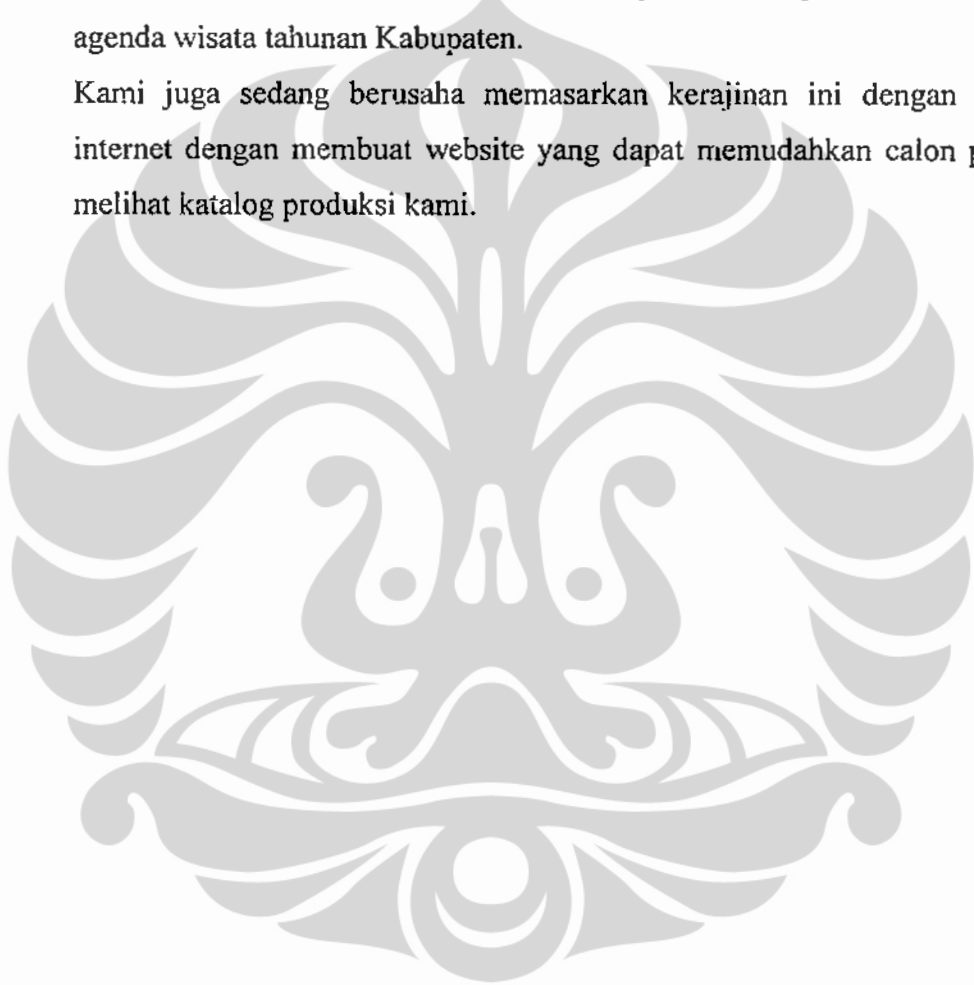 agenda wisata tahunan Kabupaten.
Kami juga sedang berusaha memasarkan kerajinan ini dengan
internet dengan membuat website yang dapat memudahkan calon
melihat katalog produksi kami.